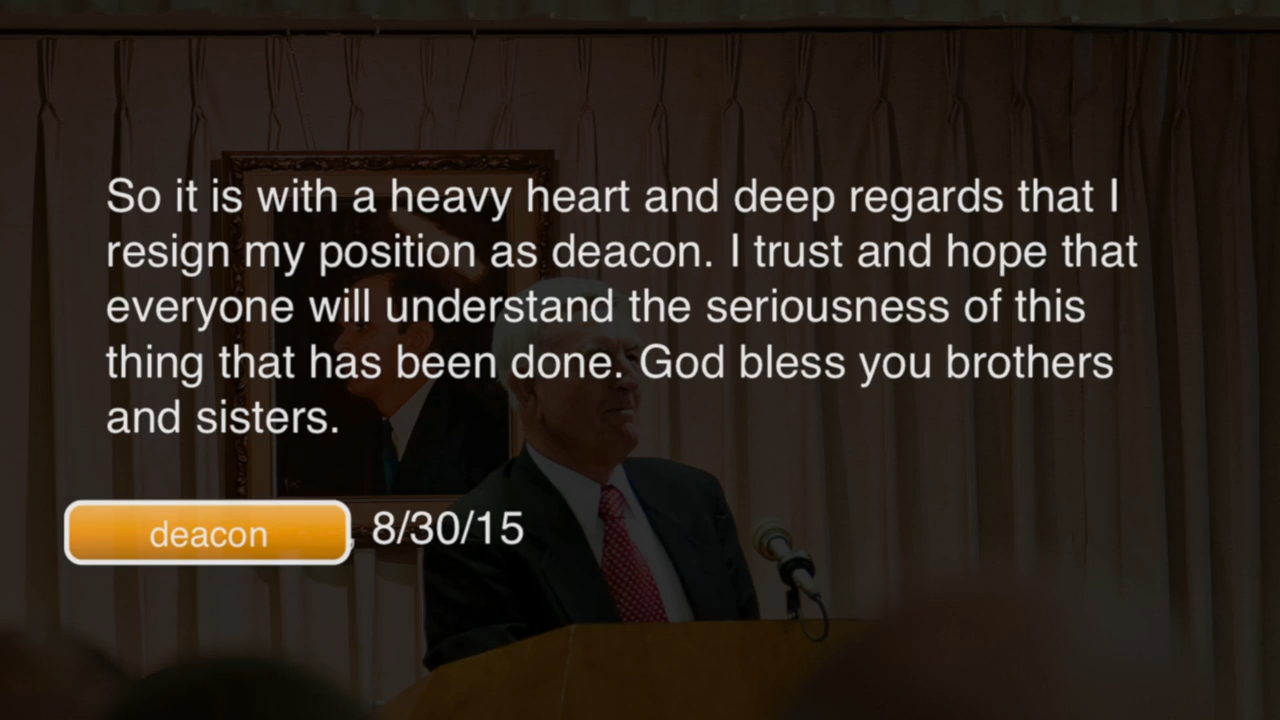 So it is with a heavy heart and deep regards that I
resign my position as deacon. I trust and hope that
everyone will understand the seriousness of this
thing that has been done. God bless you brothers
and sisters.
deacon, 8/30/15